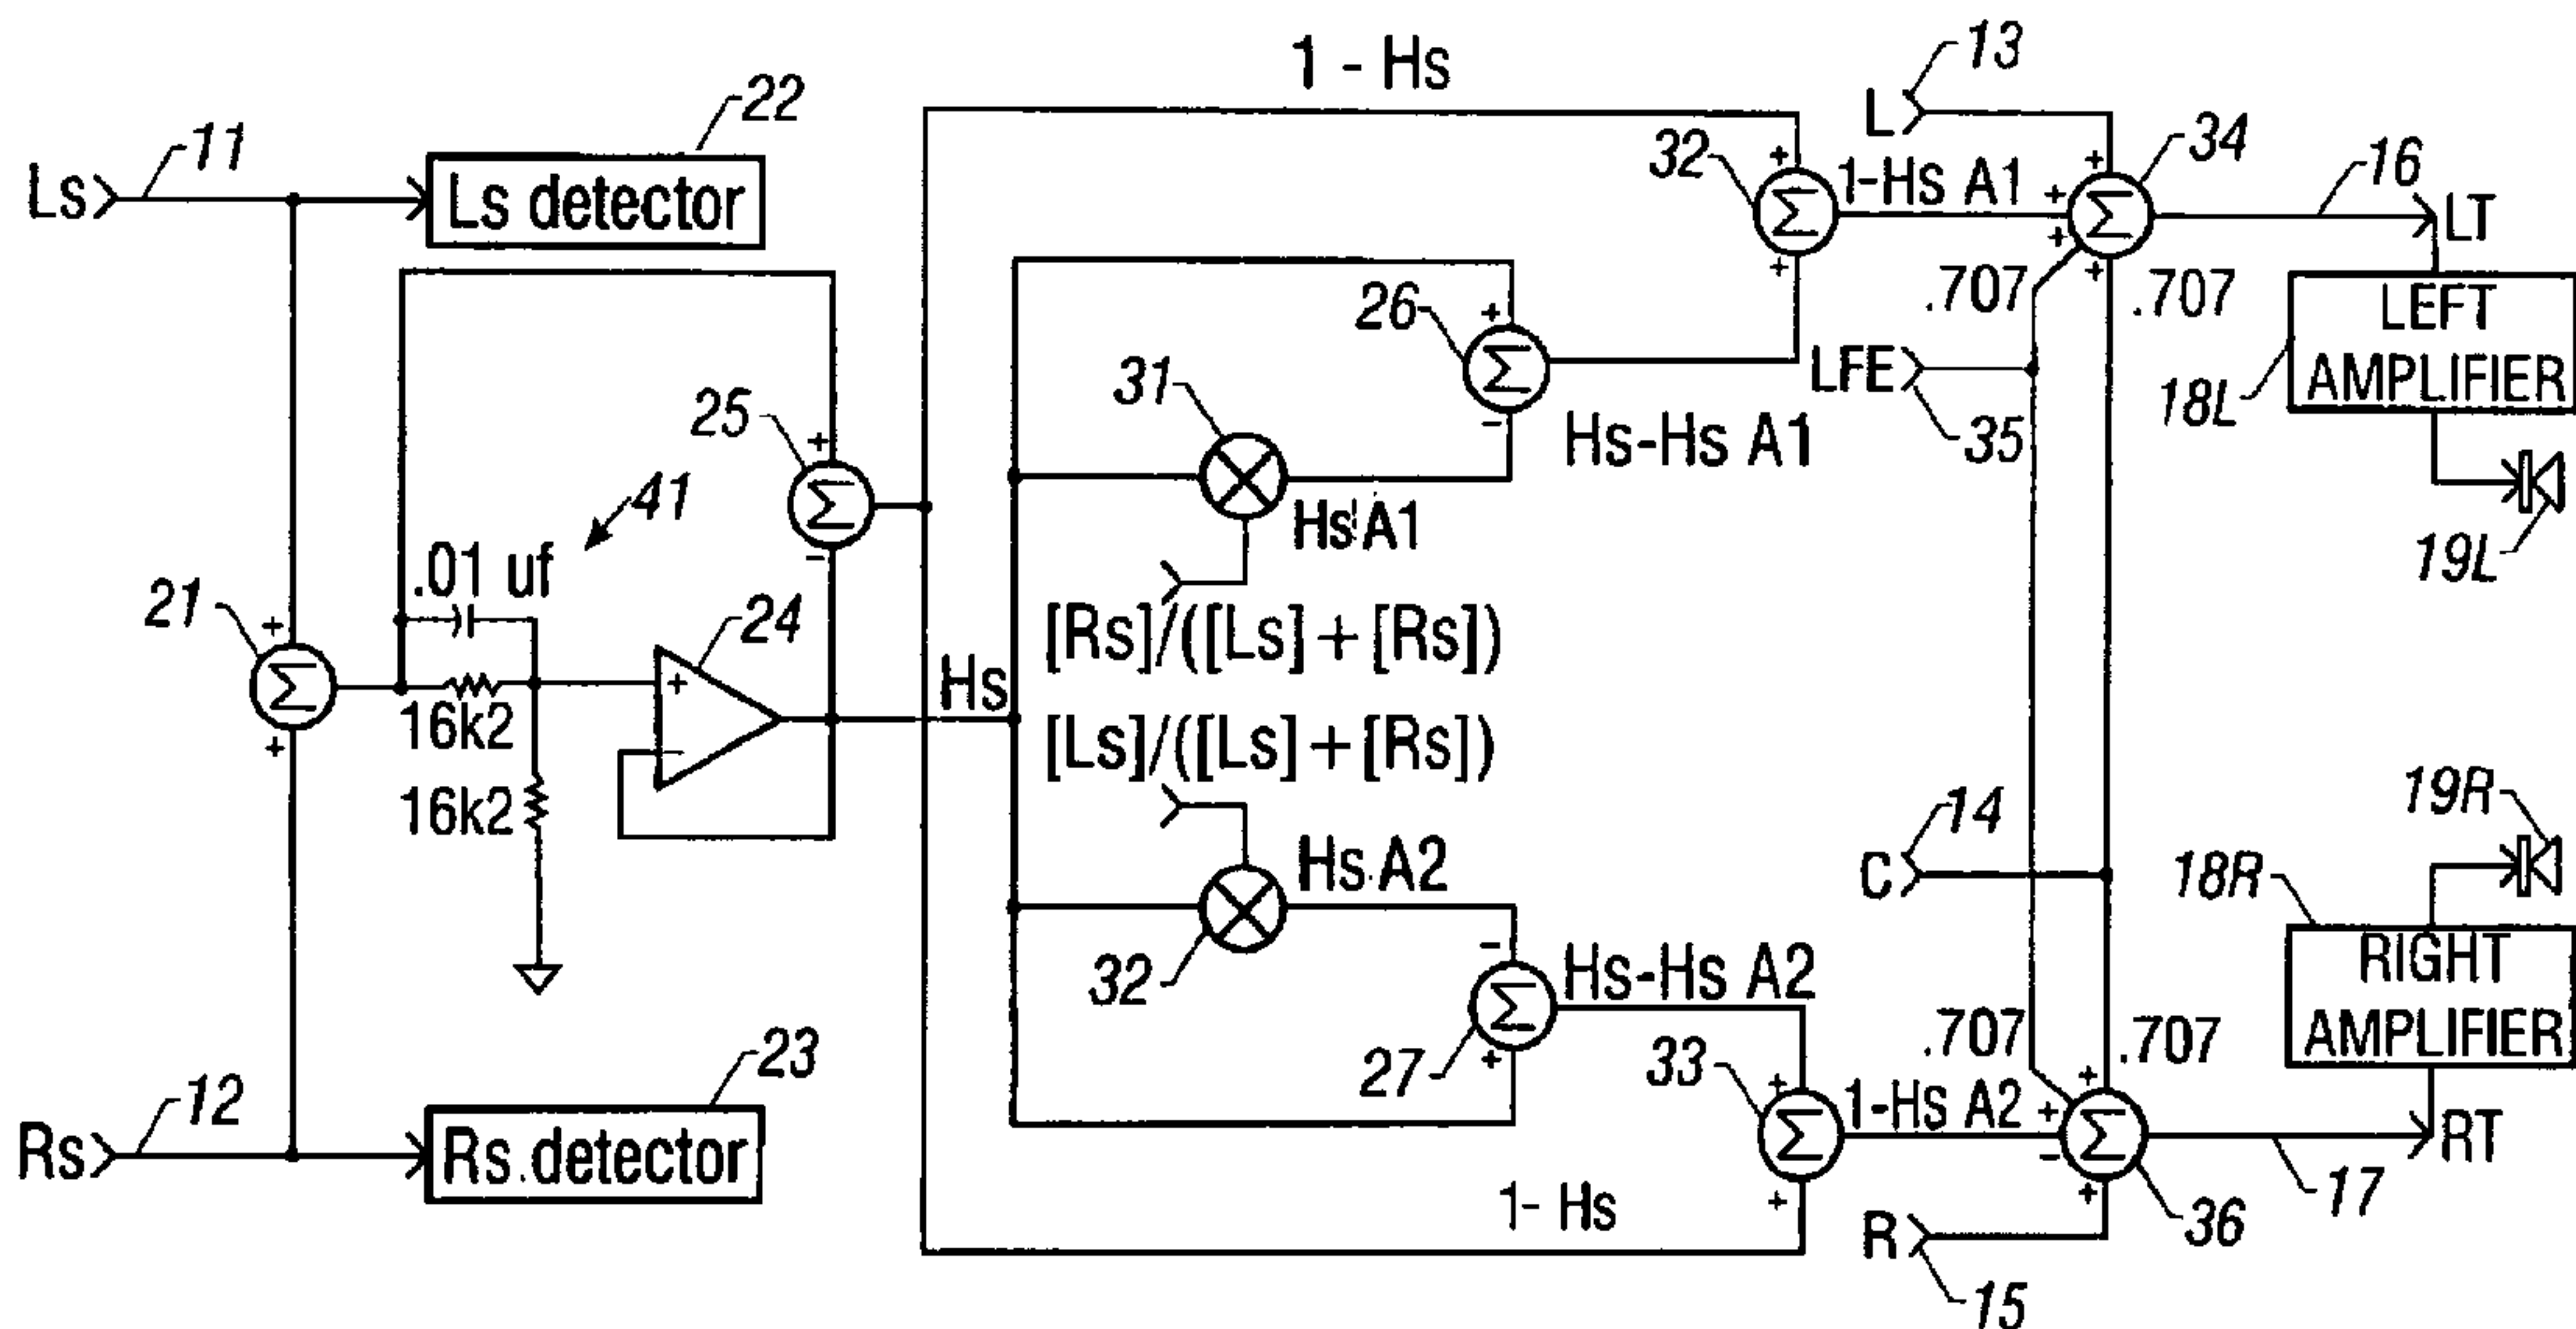 1 - Hs
13
L
22
32
34
Ls
11
Ls detector
1-Hs A1
16
LT
.707
.707
LEFT
AMPLIFIER
18L
26
31
LFE
35
25
Hs-Hs A1
19L
41
Hs A1
.01 uf
21
24
[Rs]/([Ls] + [Rs])
Hs
16k2
[Ls]/([Ls] + [Rs])
16k2
14
C
19R
18R
Hs A2
32
Hs-Hs A2
RIGHT
AMPLIFIER
.707
.707
27
33
23
12
Rs
Rs detector
1-Hs A2
RT
17
1- Hs
R
36
15
Σ
Σ
Σ
Σ
Σ
Σ
Σ
Σ